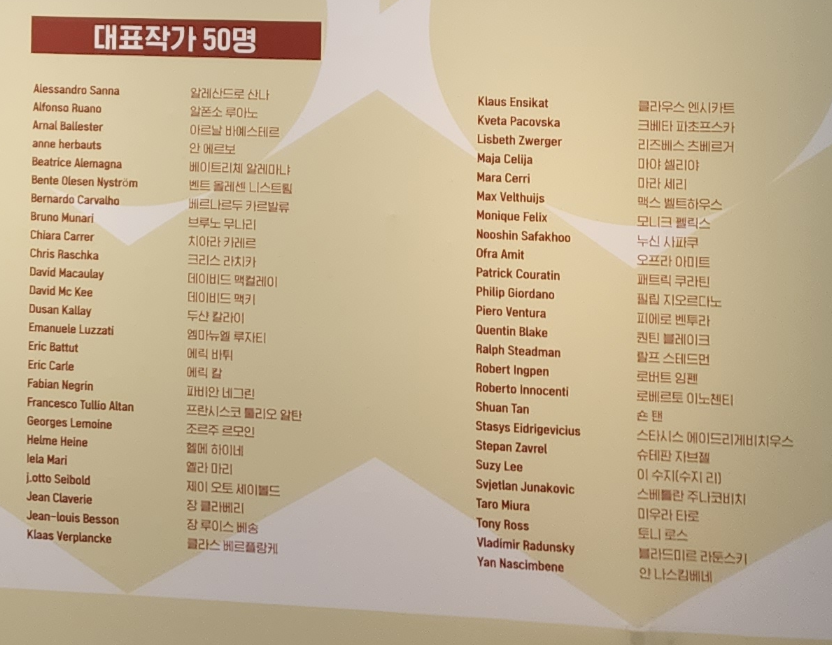 대표작가 50명
Alessandro Sanna 알레산드로 산나
Alfonso Ruano 알폰소 루아노
Arnal Ballester 아르날 바예스테르
anne herbauts 안 에르보
Beatrice Alemagna 베아트리체 알레마냐
Bente Olesen Nyström 벤트 올레센 니스트룀
Bernardo Carvalho 베르나르두 카르발류
Bruno Munari 브루노 무나리
Chiara Carrer 치아라 카레르
Chris Raschka 크리스 라치카
David Macaulay 데이비드 맥컬레이
David Mc Kee 데이비드 맥키
Dusan Kallay 두샨 칼라이
Emanuele Luzzati 엠마뉴엘 루자티
Eric Battut 에릭 바튀
Eric Carle 에릭 칼
Fabian Negrin 파비안 네그린
Francesco Tullio Altan 프란시스코 툴리오 알탄
Georges Lemoine 조르주 르모인
Helme Heine 헬메 하이네
Iela Mari 엘라 마리
j.otto Seibold 제이 오토 세이볼드
Jean Claverie 장 클라베리
Jean-louis Besson 장 루이스 베송
Klaas Verplancke 클라스 베르플랑케
Klaus Ensikat 클라우스 엔시카트
Kveta Pacovska 크베타 파초프스카
Lisbeth Zwerger 리즈베스 츠베르거
Maja Celija 마야 셀리야
Mara Cerri 마라 세리
Max Velthuijs 맥스 벨트하우스
Monique Felix 모니크 펠릭스
Nooshin Safakhoo 누신 사파쿠
Ofra Amit 오프라 아미트
Patrick Couratin 패트릭 쿠라틴
Philip Giordano 필립 지오르다노
Piero Ventura 피에로 벤투라
Quentin Blake 퀀틴 블레이크
Ralph Steadman 랄프 스테드먼
Robert Ingpen 로버트 잉펜
Roberto Innocenti 로베르토 이노첸티
Shuan Tan 숀 탠
Stasys Eidrigevicius 스타시스 에이드리게비치우스
Stepan Zavrel 슈테판 자브젤
Suzy Lee 이 수지(수지 리)
Svjetlan Junakovic 스베틀란 주나코비치
Taro Miura 미우라 타로
Tony Ross 토니 로스
Vladimir Radunsky 블라드미르 라둔스키
Yan Nascimbene 얀 나스킴베네